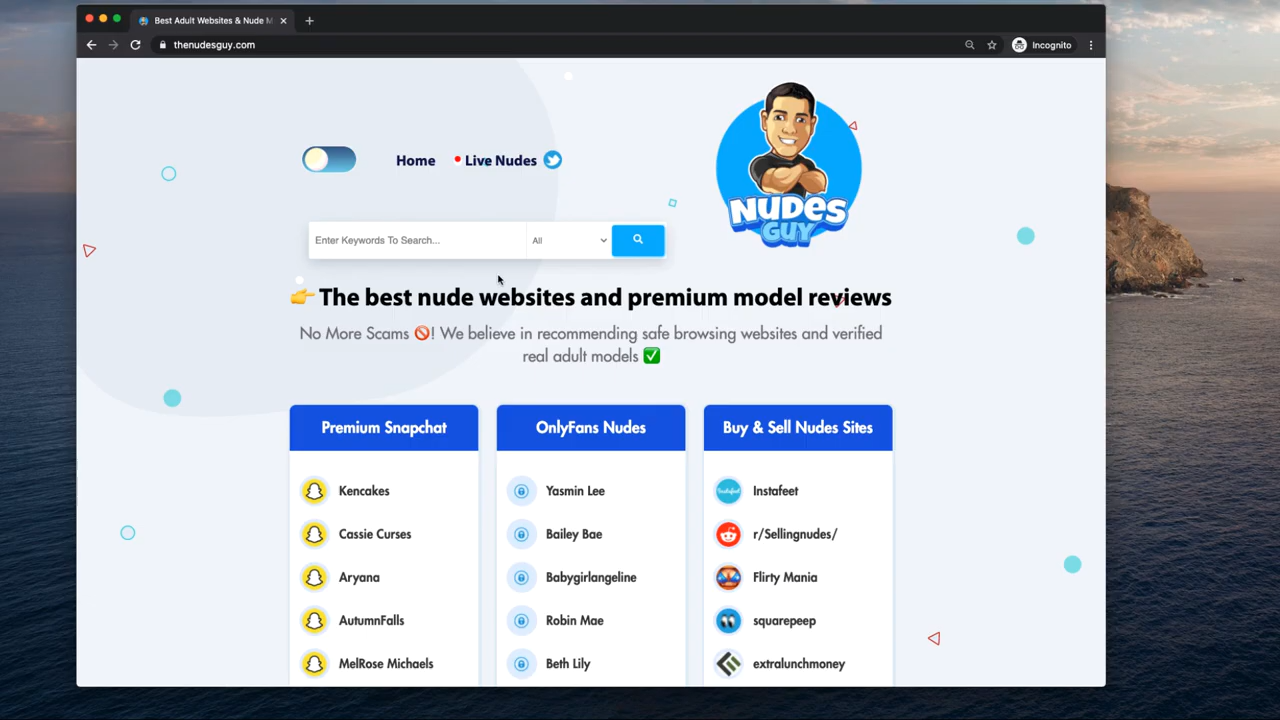 Best Adult Websites & Nude M
thenudesguy.com
Incognito
Home
Live Nudes
NUDES
GUY
Enter Keywords To Search...
All
👉 The best nude websites and premium model reviews
No More Scams 🚫! We believe in recommending safe browsing websites and verified
real adult models ✅
Premium Snapchat
Kencakes
Cassie Curses
Aryana
AutumnFalls
MelRose Michaels
OnlyFans Nudes
Yasmin Lee
Bailey Bae
Babygirlangeline
Robin Mae
Beth Lily
Buy & Sell Nudes Sites
Instafeet
Instafeet
r/Sellingnudes/
Flirty Mania
squarepeep
extralunchmoney